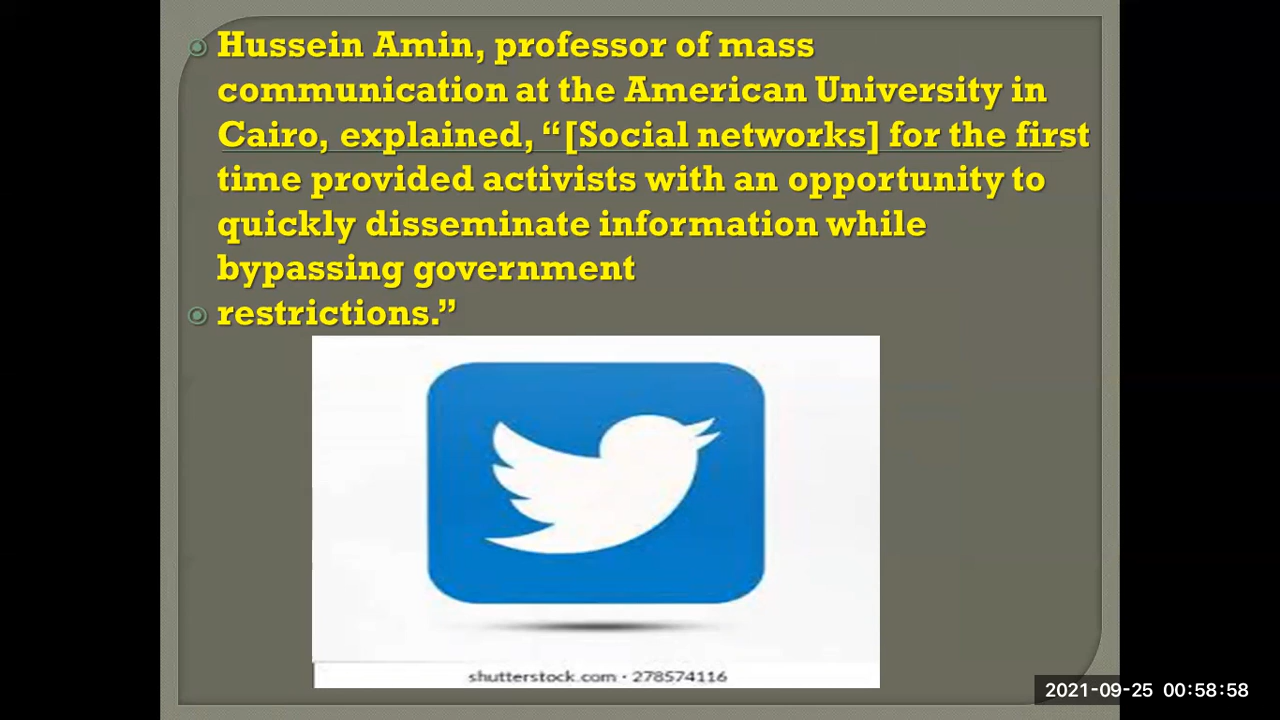 Hussein Amin, professor of mass
communication at the American University in
Cairo, explained, “[Social networks] for the first
time provided activists with an opportunity to
quickly disseminate information while
bypassing government
restrictions.”
shutterstock.com · 278574116
2021-09-25 00:58:58